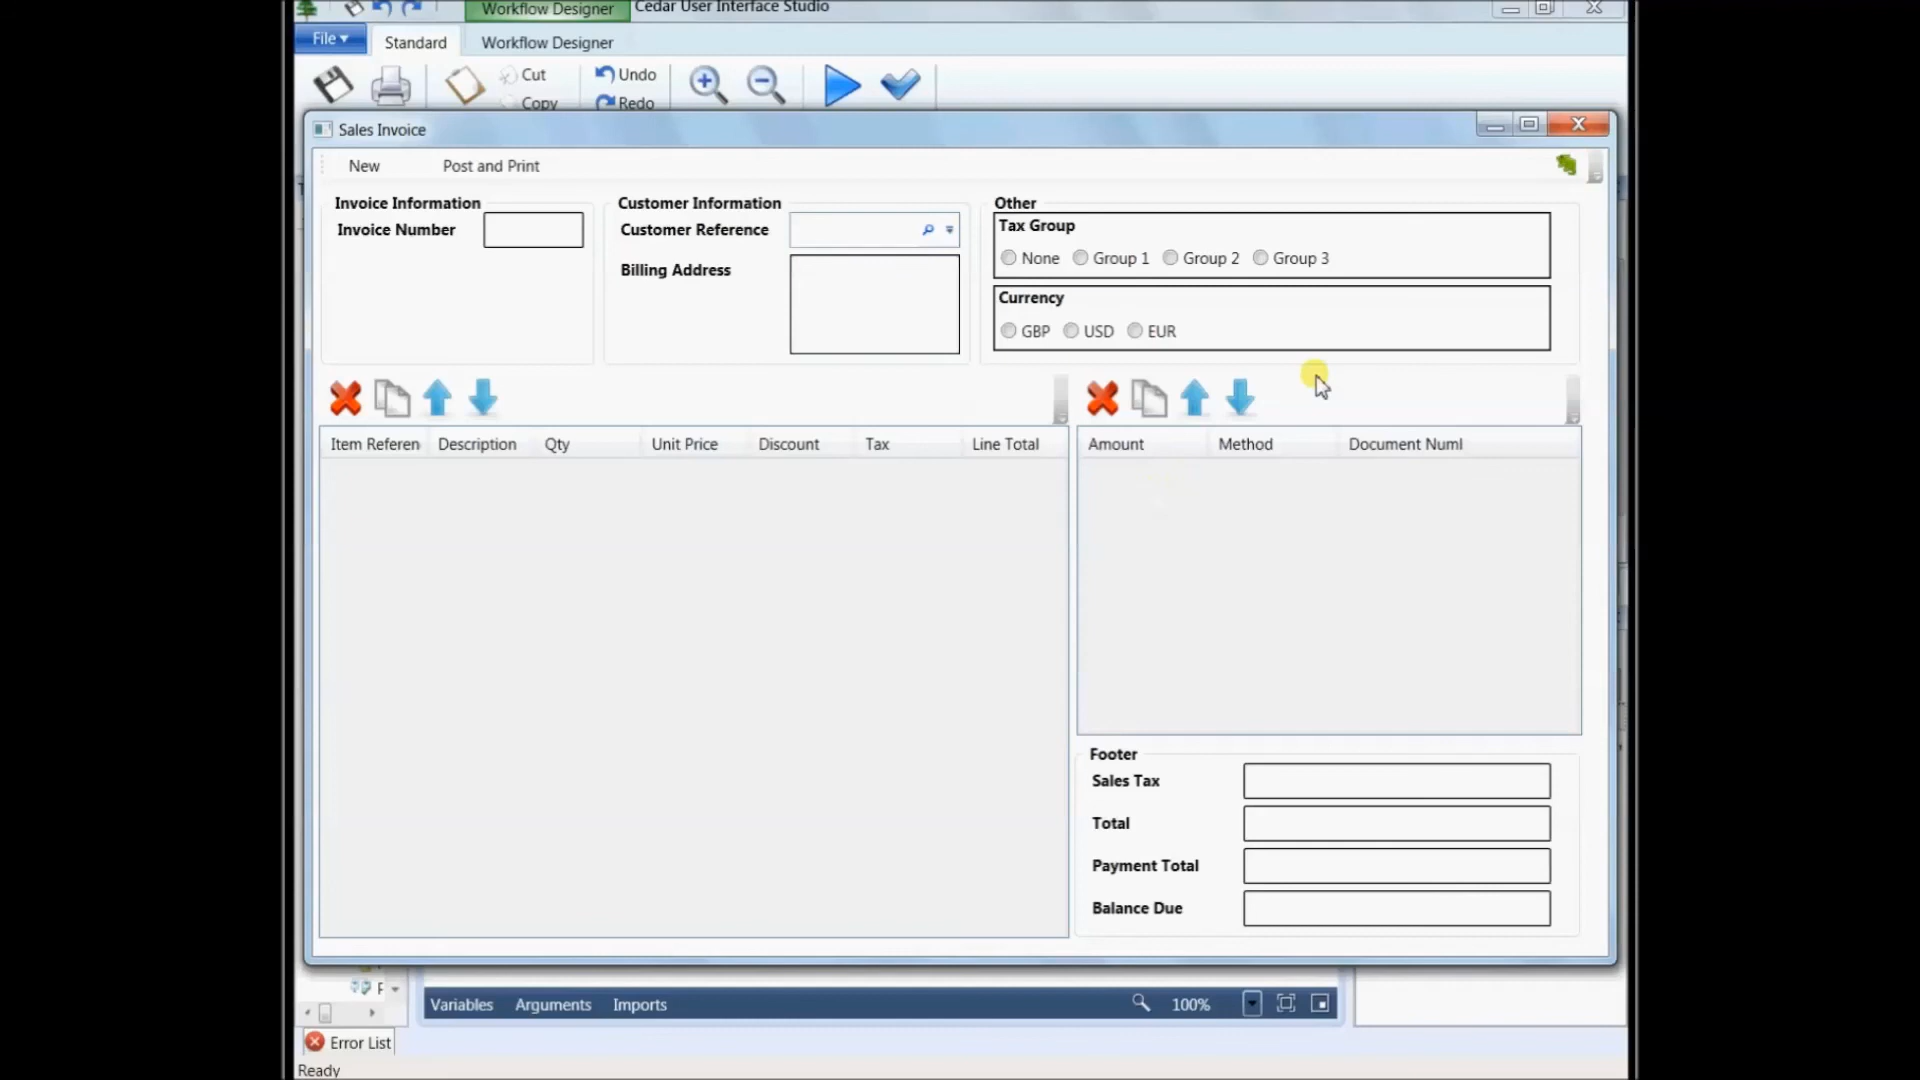 Workflow Designer Cedar User Interface Studio
File Standard Workflow Designer
Cut Undo
Copy Redo
Sales Invoice
New Post and Print
Invoice Information Customer Information Other
Invoice Number Customer Reference Tax Group
None Group 1 Group 2 Group 3
Billing Address
Currency
GBP USD EUR
Item Referen Description Qty Unit Price Discount Tax Line Total Amount Method Document Numl
Footer
Sales Tax
Total
Payment Total
Balance Due
Variables Arguments Imports 100%
Error List
Ready